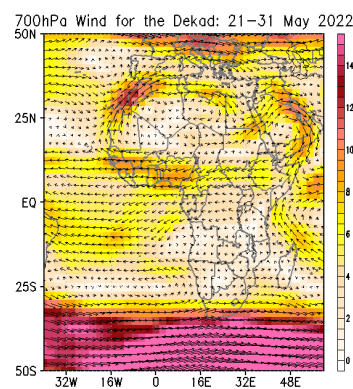 700hPa Wind for the Dekad: 21-31 May 2022
50N
25N
EQ
25S
50S
32W 16W 0 16E 32E 48E
14
12
10
8
6
4
2
0